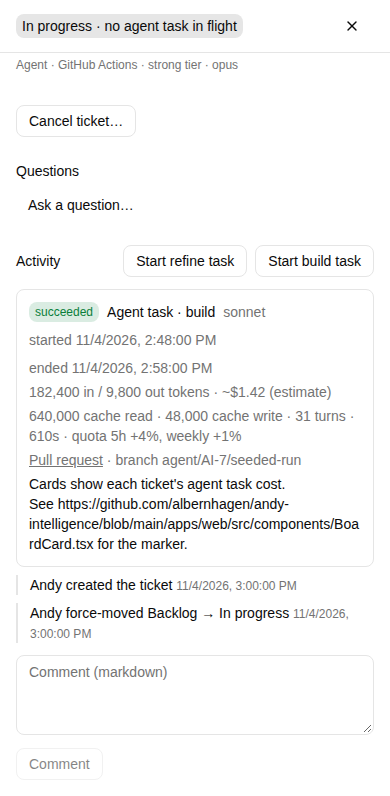 In progress · no agent task in flight
Agent · GitHub Actions · strong tier · opus
Cancel ticket…
Questions
Ask a question…
Activity
Start refine task
Start build task
succeeded Agent task · build sonnet
started 11/4/2026, 2:48:00 PM
ended 11/4/2026, 2:58:00 PM
182,400 in / 9,800 out tokens · ~$1.42 (estimate)
640,000 cache read · 48,000 cache write · 31 turns ·
610s · quota 5h +4%, weekly +1%
Pull request · branch agent/AI-7/seeded-run
Cards show each ticket's agent task cost.
See https://github.com/albernhagen/andy-
intelligence/blob/main/apps/web/src/components/Boa
rdCard.tsx for the marker.
Andy created the ticket 11/4/2026, 3:00:00 PM
Andy force-moved Backlog → In progress 11/4/2026,
3:00:00 PM
Comment (markdown)
Comment